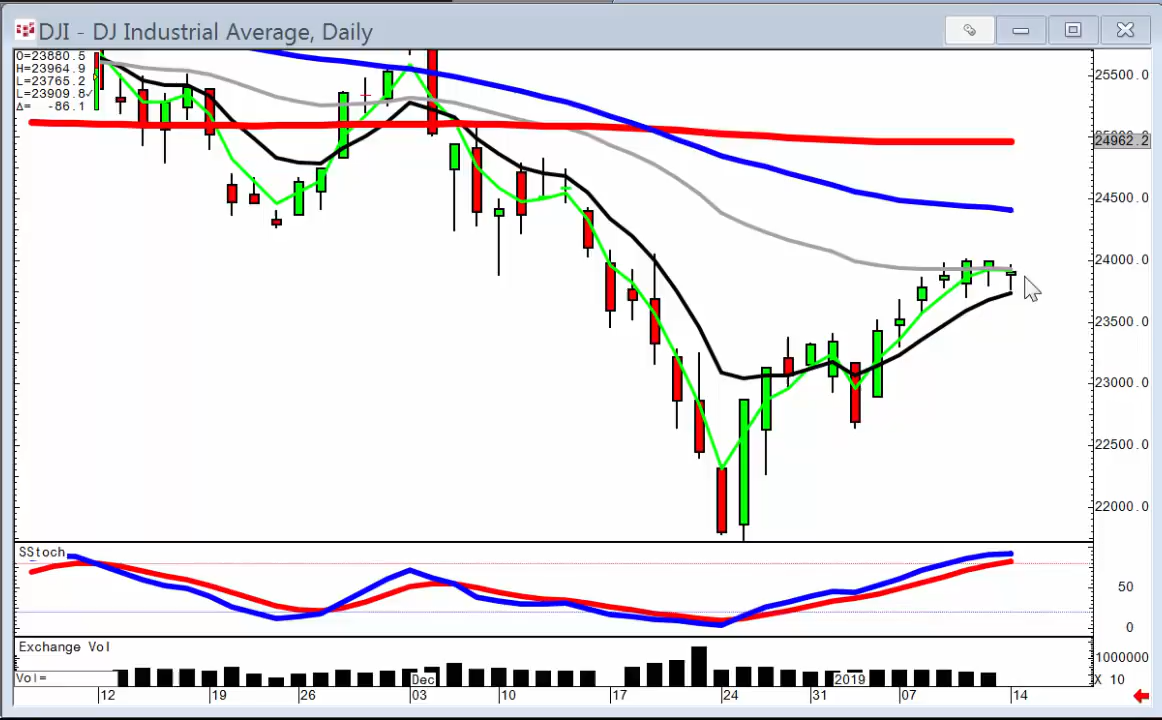 DJI - DJ Industrial Average, Daily
O=23880.5
H=23964.9
L=23765.2
L=23909.8✓
Δ= -86.1
25500.0
24962.2
24500.0
24000.0
23500.0
23000.0
22500.0
22000.0
SStoch
50
0
Exchange Vol
1000000
Vol=
Dec
2019
X 10
12
19
26
03
10
17
24
31
07
14